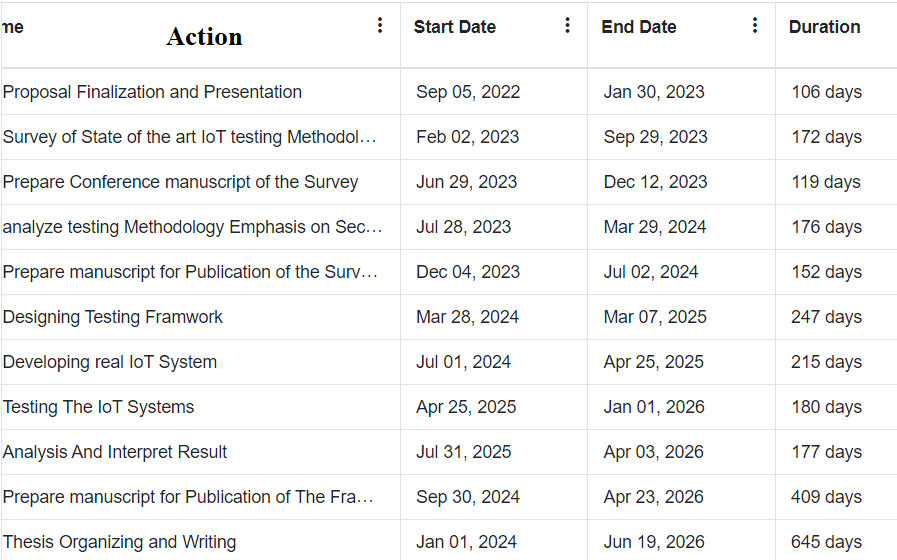 me Action Start Date End Date Duration
Proposal Finalization and Presentation Sep 05, 2022 Jan 30, 2023 106 days
Survey of State of the art IoT testing Methodol... Feb 02, 2023 Sep 29, 2023 172 days
Prepare Conference manuscript of the Survey Jun 29, 2023 Dec 12, 2023 119 days
analyze testing Methodology Emphasis on Sec... Jul 28, 2023 Mar 29, 2024 176 days
Prepare manuscript for Publication of the Surv... Dec 04, 2023 Jul 02, 2024 152 days
Designing Testing Framwork Mar 28, 2024 Mar 07, 2025 247 days
Developing real IoT System Jul 01, 2024 Apr 25, 2025 215 days
Testing The IoT Systems Apr 25, 2025 Jan 01, 2026 180 days
Analysis And Interpret Result Jul 31, 2025 Apr 03, 2026 177 days
Prepare manuscript for Publication of The Fra... Sep 30, 2024 Apr 23, 2026 409 days
Thesis Organizing and Writing Jan 01, 2024 Jun 19, 2026 645 days